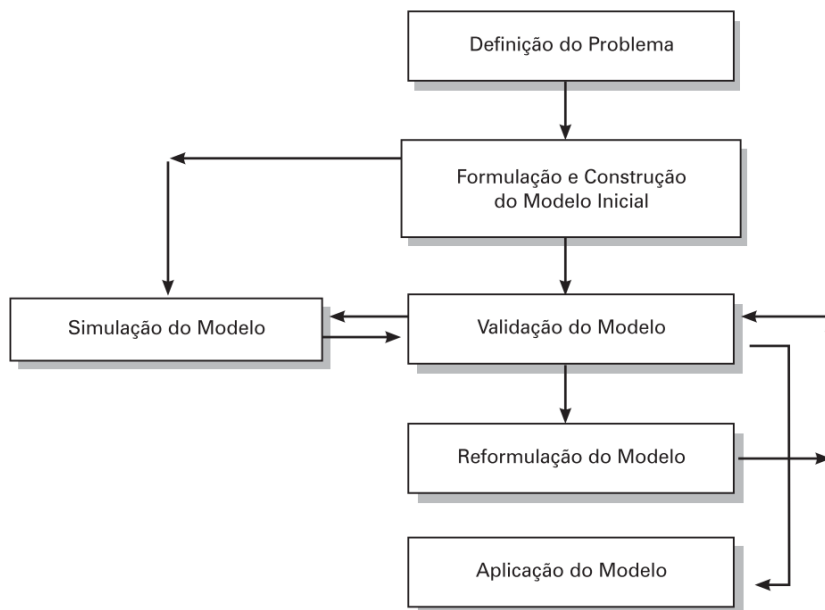 Definição do Problema
Formulação e Construção
do Modelo Inicial
Simulação do Modelo
Validação do Modelo
Reformulação do Modelo
Aplicação do Modelo